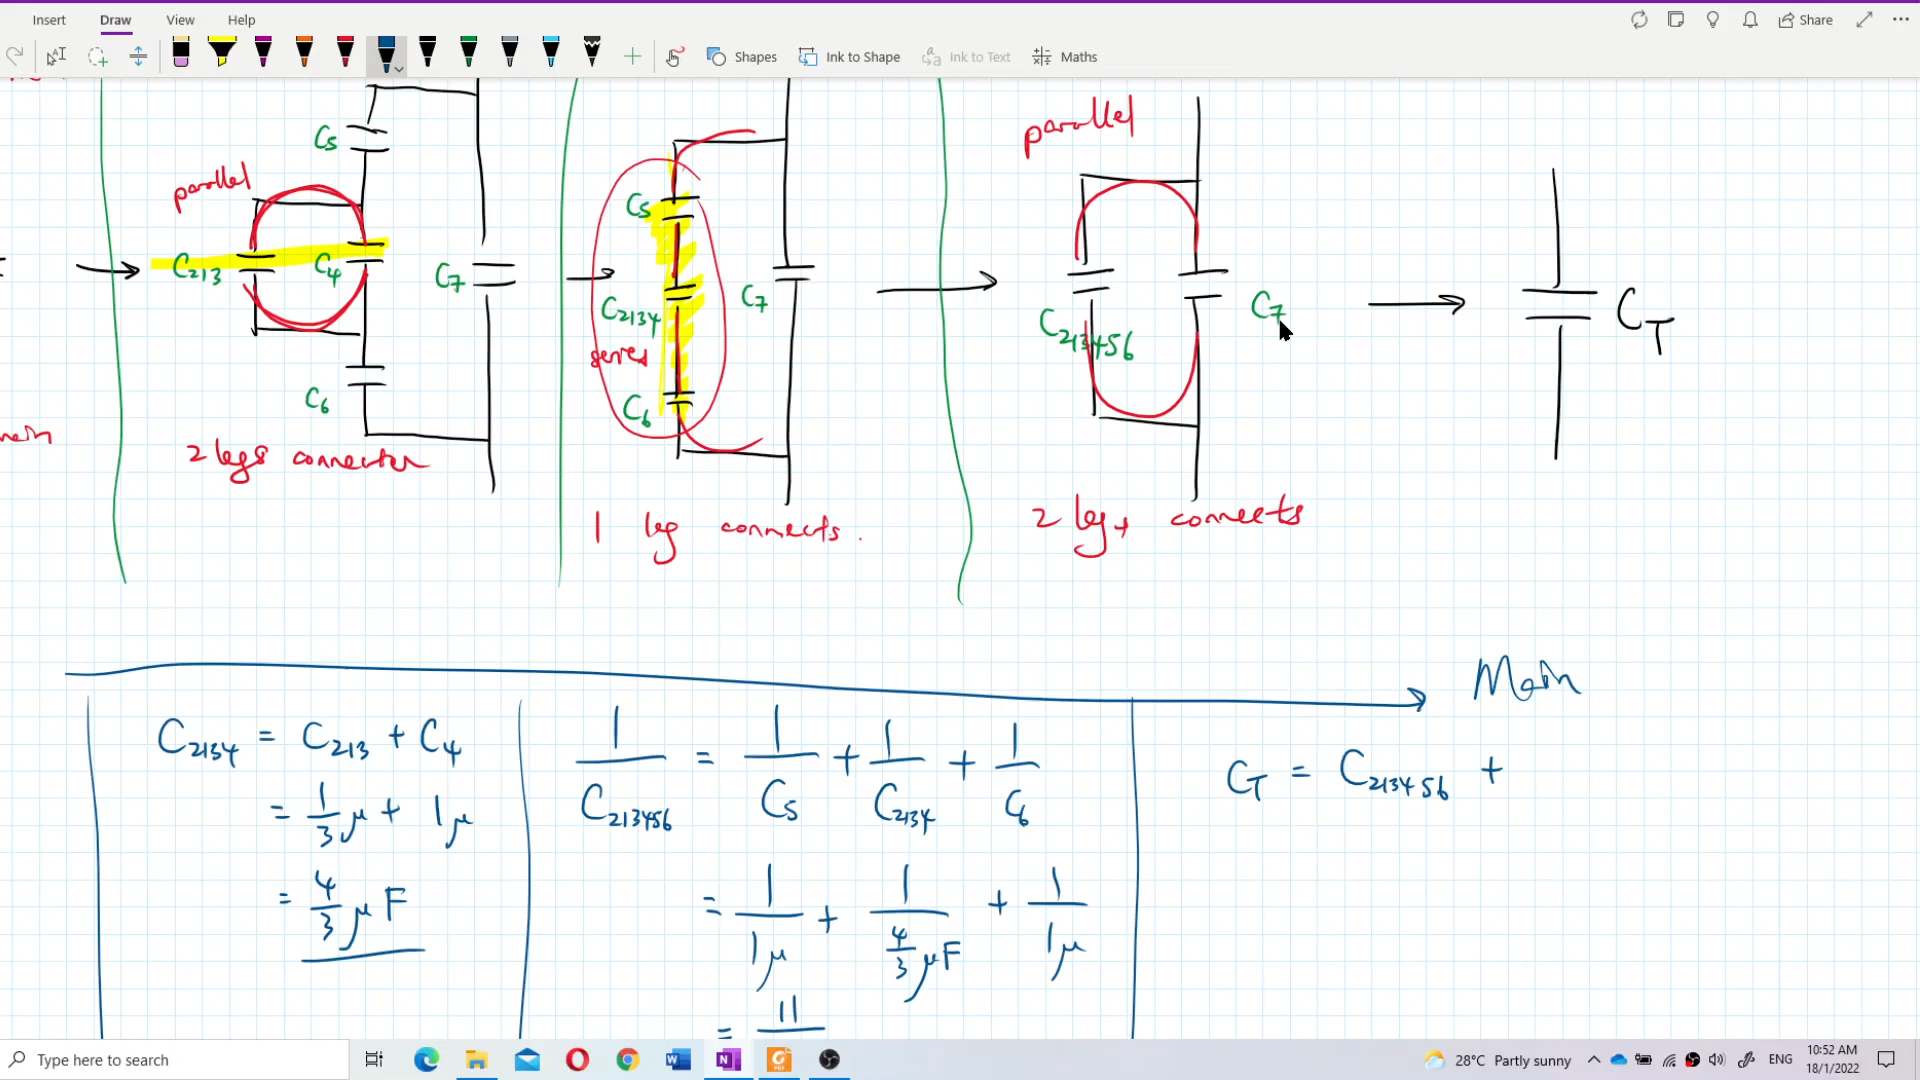 Insert Draw View Help
Share
Shapes Ink to Shape Ink to Text Maths
C5
parallel
C213 C4 C7
C6
2 legs connector
C5
C2134 C7
series
C6
1 leg connects.
parallel
C213456 C7
2 leg, connects
CT
Main
C2134 = C213 + C4
= 1/3 μ + 1μ
= 4/3 μF
1/C213456 = 1/C5 + 1/C2134 + 1/C6
= 1/1μ + 1/(4/3 μF) + 1/1μ
= 11
CT = C213456 +
Type here to search
28°C Partly sunny
ENG
10:52 AM
18/1/2022